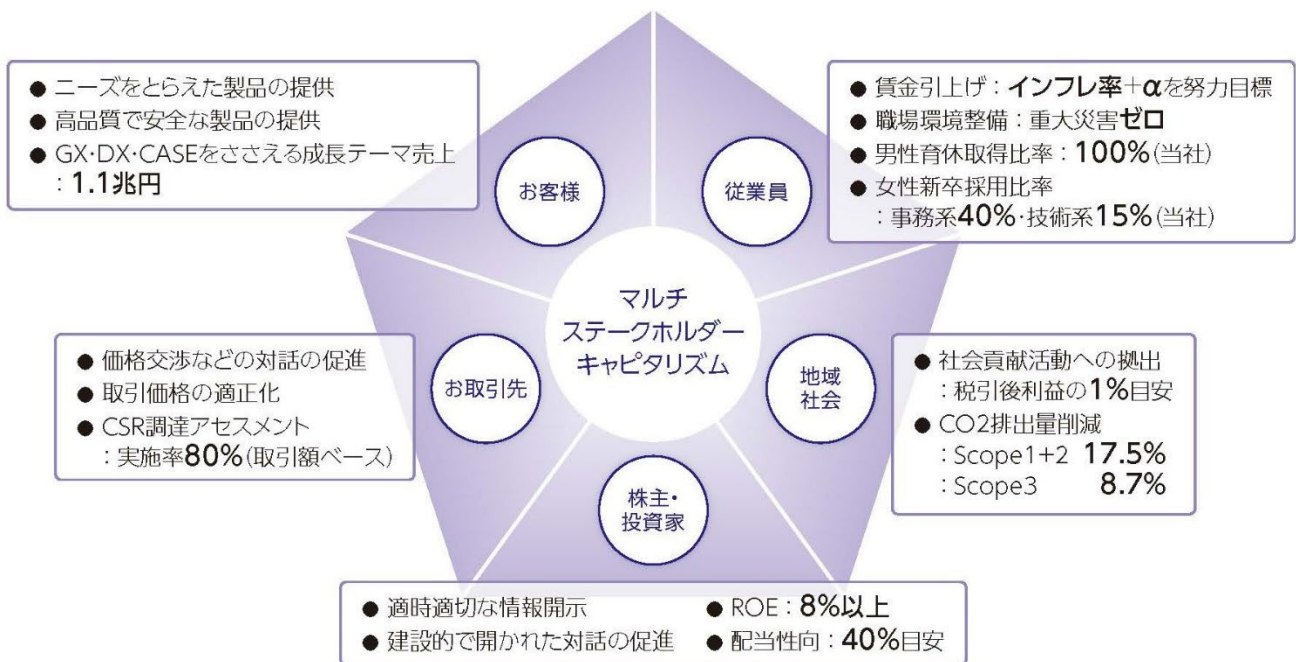 ● ニーズをとらえた製品の提供
● 高品質で安全な製品の提供
● GX・DX・CASEをささえる成長テーマ売上
：1.1兆円
お客様
● 賃金引上げ：インフレ率+αを努力目標
● 職場環境整備：重大災害ゼロ
● 男性育休取得比率：100%(当社)
● 女性新卒採用比率
：事務系40%・技術系15%(当社)
従業員
マルチ
ステークホルダー
キャピタリズム
● 価格交渉などの対話の促進
● 取引価格の適正化
● CSR調達アセスメント
：実施率80%(取引額ベース)
お取引先
地域
社会
● 社会貢献活動への拠出
：税引後利益の1%目安
● CO2排出量削減
：Scope1+2 17.5%
：Scope3 8.7%
株主・
投資家
● 適時適切な情報開示
● 建設的で開かれた対話の促進
● ROE：8%以上
● 配当性向：40%目安